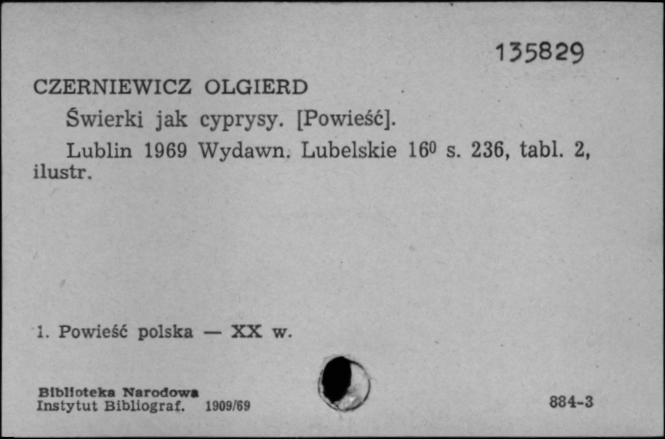 135829
CZERNIEWICZ OLGIERD
Świerki jak cyprysy. [Powieść].
Lublin 1969 Wydawn. Lubelskie 16⁰ s. 236, tabl. 2,
ilustr.
1. Powieść polska — XX w.
Biblioteka Narodowa
Instytut Bibliograf. 1909/69
884-3